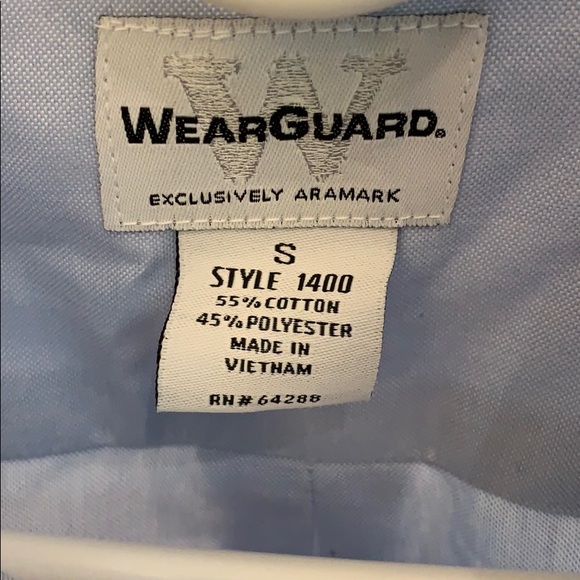 W
WEARGUARD®
EXCLUSIVELY ARAMARK
S
STYLE 1400
55% COTTON
45% POLYESTER
MADE IN
VIETNAM
RN# 64288